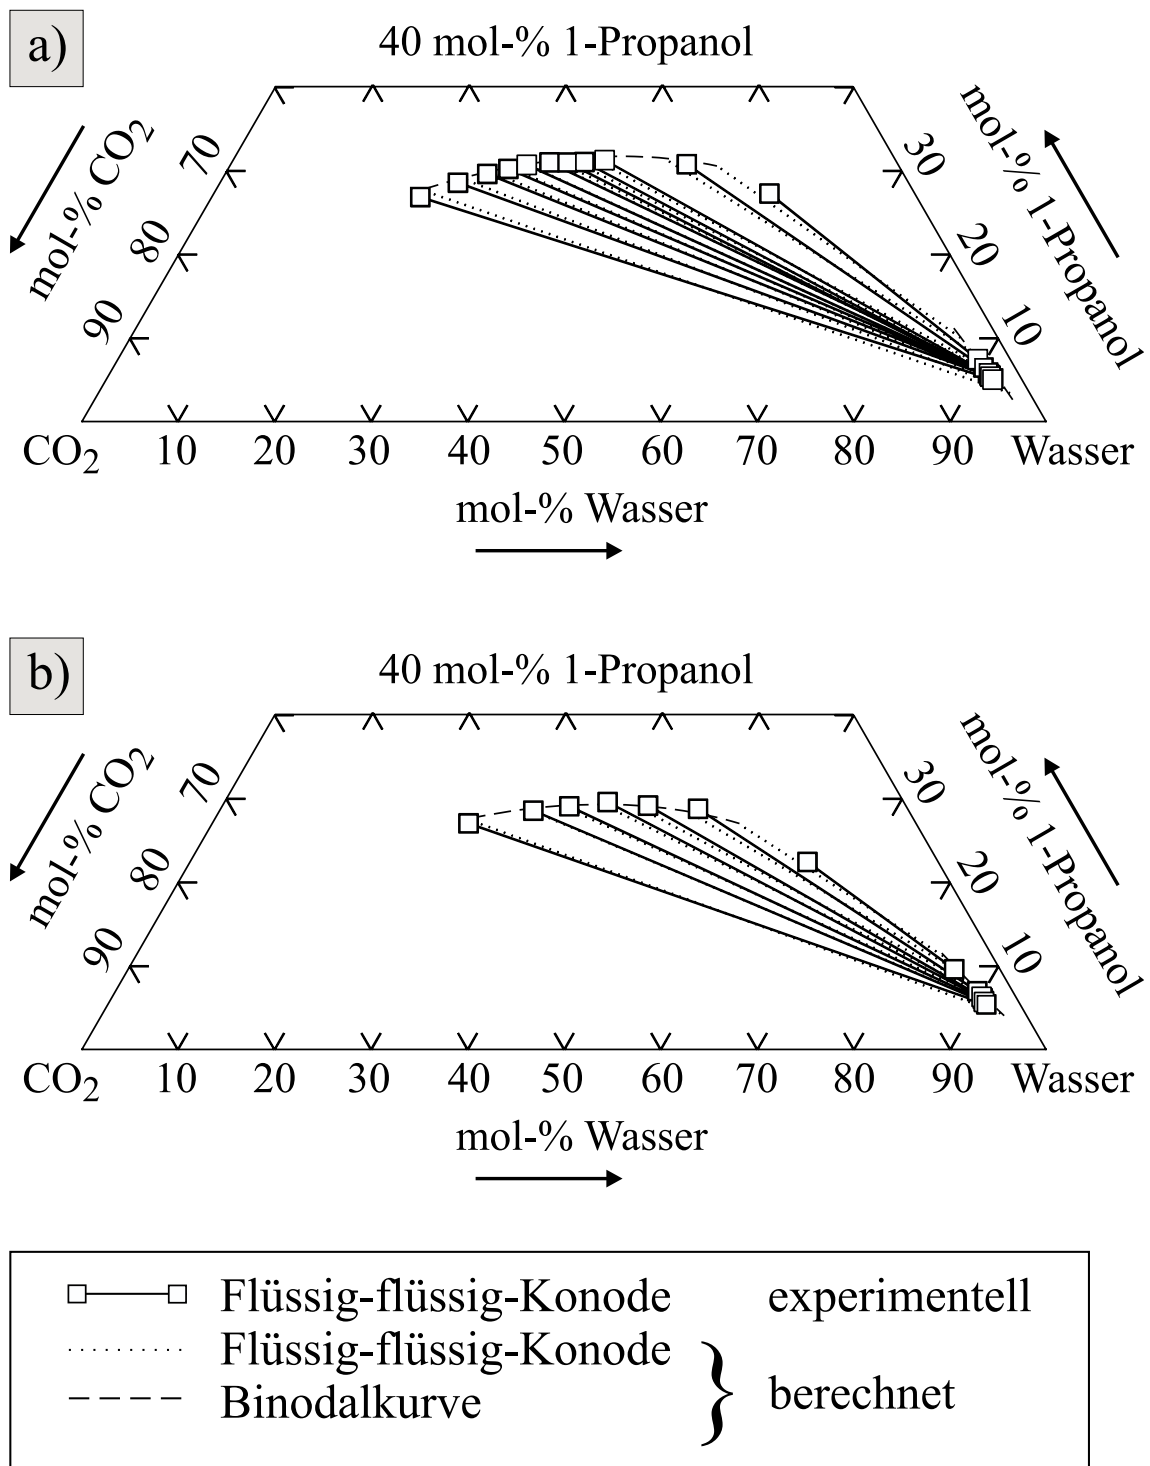 a)
40 mol-% 1-Propanol
mol-% CO₂
70
80
90
mol-% 1-Propanol
30
20
10
CO₂ 10 20 30 40 50 60 70 80 90 Wasser
mol-% Wasser
b)
40 mol-% 1-Propanol
mol-% CO₂
70
80
90
mol-% 1-Propanol
30
20
10
CO₂ 10 20 30 40 50 60 70 80 90 Wasser
mol-% Wasser
Flüssig-flüssig-Konode experimentell
Flüssig-flüssig-Konode
Binodalkurve
berechnet